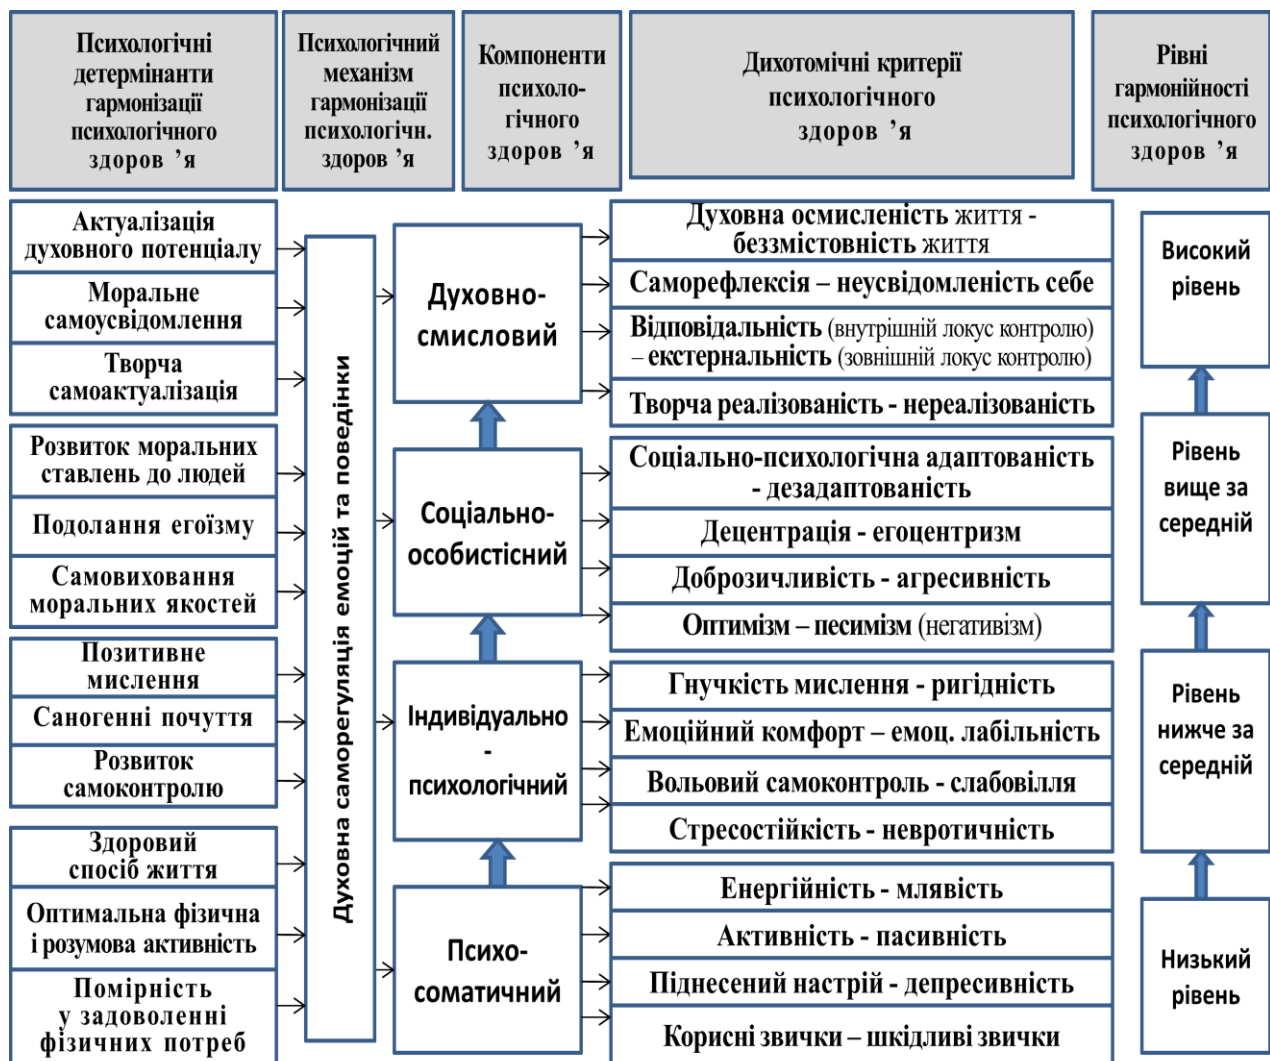 Психологічні
детермінанти
гармонізації
психологічного
здоров ’я
Психологічний
механізм
гармонізації
психологічн.
здоров ’я
Компоненти
психоло-
гічного
здоров ’я
Дихотомічні критерії
психологічного
здоров ’я
Рівні
гармонійності
психологічного
здоров ’я
Актуалізація
духовного потенціалу
Моральне
самоусвідомлення
Творча
самоактуалізація
Розвиток моральних
ставлень до людей
Подолання егоїзму
Самовиховання
моральних якостей
Позитивне
мислення
Саногенні почуття
Розвиток
самоконтролю
Здоровий
спосіб життя
Оптимальна фізична
і розумова активність
Помірність
у задоволенні
фізичних потреб
Духовна саморегуляція емоцій та поведінки
Духовно-
смисловий
Соціально-
особистісний
Індивідуально
-
психологічний
Психо-
соматичний
Духовна осмисленість життя -
беззмістовність життя
Саморефлексія – неусвідомленість себе
Відповідальність (внутрішній локус контролю)
– екстернальність (зовнішній локус контролю)
Творча реалізованість - нереалізованість
Соціально-психологічна адаптованість
- дезадаптованість
Децентрація - егоцентризм
Доброзичливість - агресивність
Оптимізм – песимізм (негативізм)
Гнучкість мислення - ригідність
Емоційний комфорт – емоц. лабільність
Вольовий самоконтроль - слабовілля
Стресостійкість - невротичність
Енергійність - млявість
Активність - пасивність
Піднесений настрій - депресивність
Корисні звички – шкідливі звички
Високий
рівень
Рівень
вище за
середній
Рівень
нижче за
середній
Низький
рівень